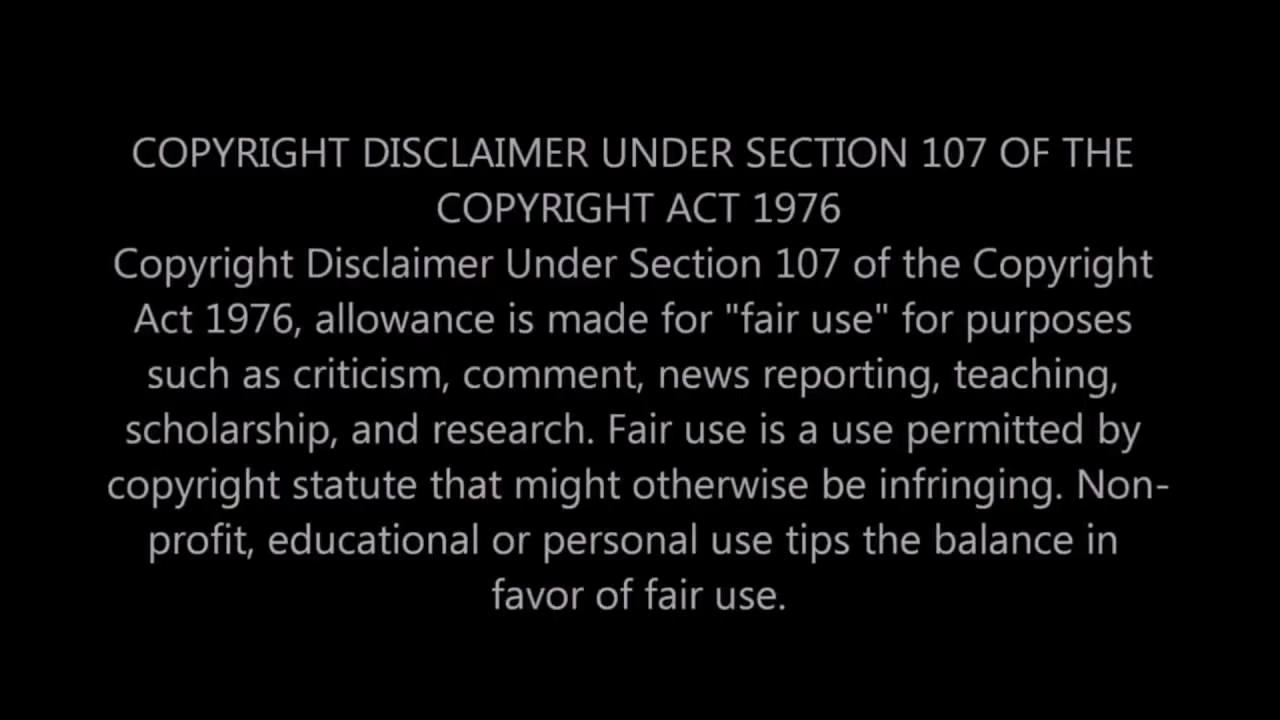 COPYRIGHT DISCLAIMER UNDER SECTION 107 OF THE
COPYRIGHT ACT 1976
Copyright Disclaimer Under Section 107 of the Copyright
Act 1976, allowance is made for "fair use" for purposes
such as criticism, comment, news reporting, teaching,
scholarship, and research. Fair use is a use permitted by
copyright statute that might otherwise be infringing. Non-
profit, educational or personal use tips the balance in
favor of fair use.